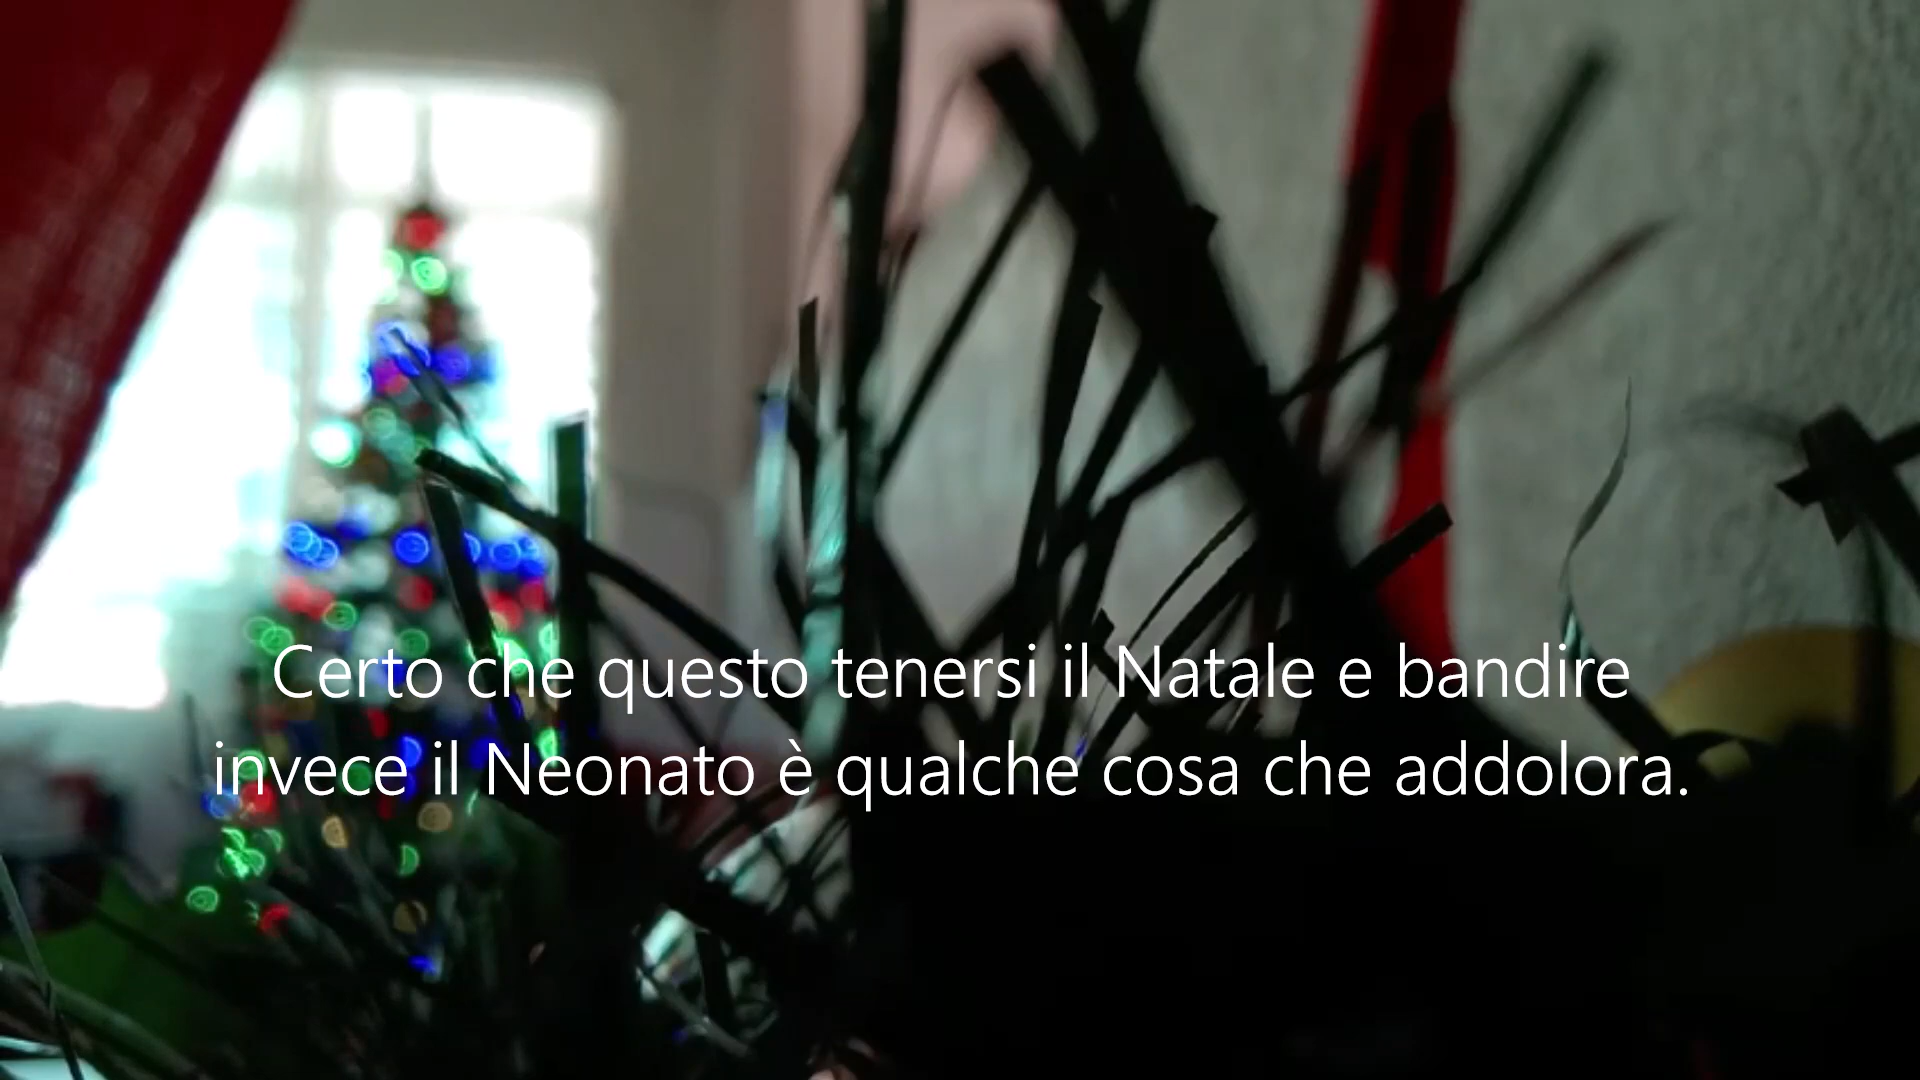 Certo che questo tenersi il Natale e bandire
invece il Neonato è qualche cosa che addolora.